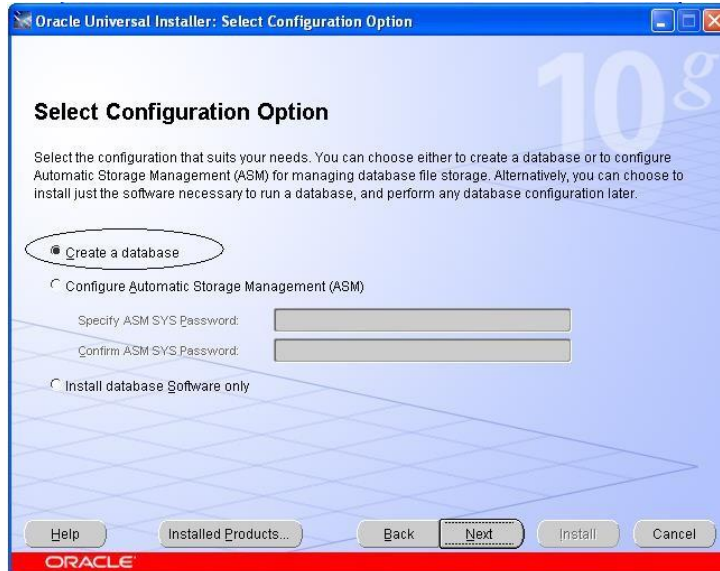 Oracle Universal Installer: Select Configuration Option
10g
Select Configuration Option
Select the configuration that suits your needs. You can choose either to create a database or to configure
Automatic Storage Management (ASM) for managing database file storage. Alternatively, you can choose to
install just the software necessary to run a database, and perform any database configuration later.
Create a database
Configure Automatic Storage Management (ASM)
Specify ASM SYS Password:
Confirm ASM SYS Password:
Install database Software only
Help Installed Products... Back Next Install Cancel
ORACLE